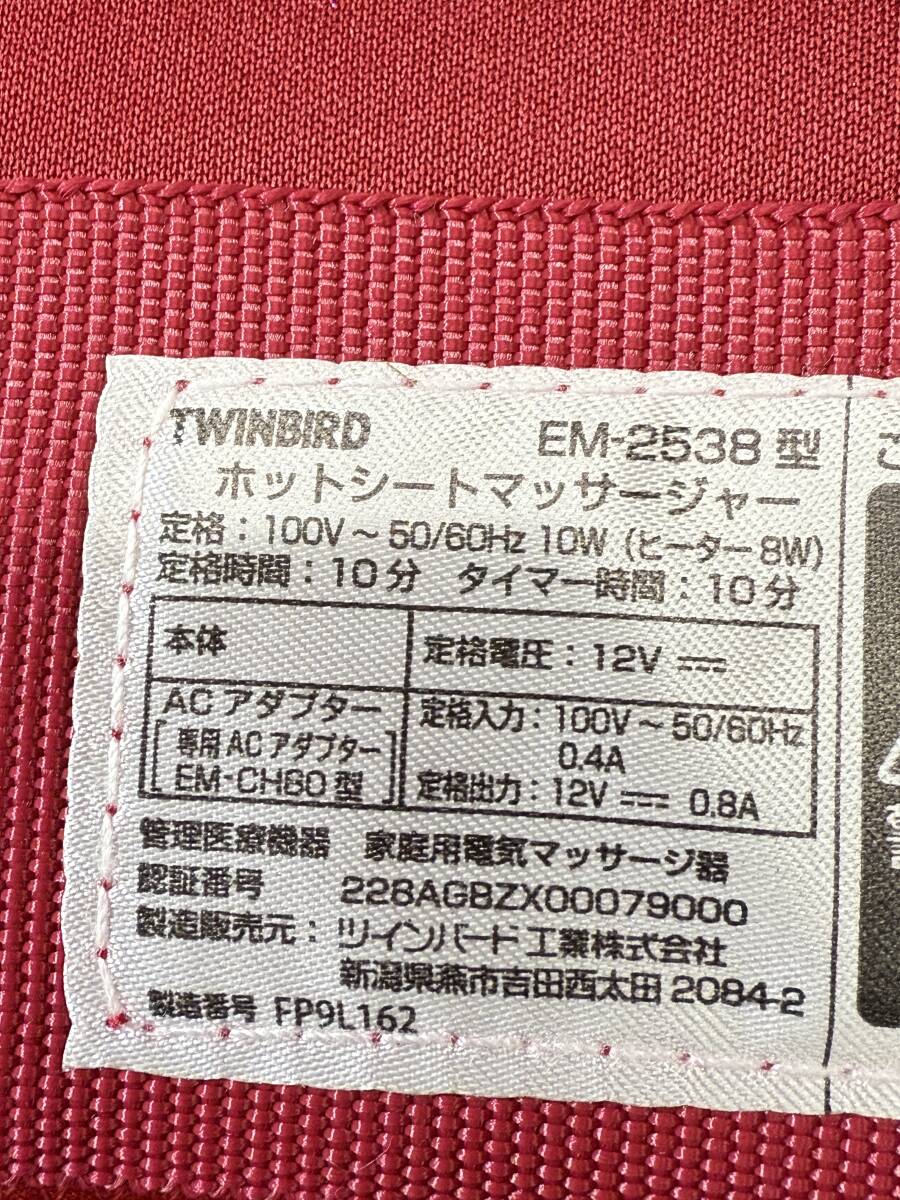 TWINBIRD EM-2538 型
ホットシートマッサージャー
定格：100V～50/60Hz 10W (ヒーター 8W)
定格時間：10分 タイマー時間：10分
本体 定格電圧：12V ⎓
ACアダプター
[専用ACアダプター
EM-CH80 型]
定格入力：100V～50/60Hz
0.4A
定格出力：12V ⎓ 0.8A
管理医療機器 家庭用電気マッサージ器
認証番号 228AGBZX00079000
製造販売元：ツインバード工業株式会社
新潟県燕市吉田西太田 2084-2
製造番号 FP9L162